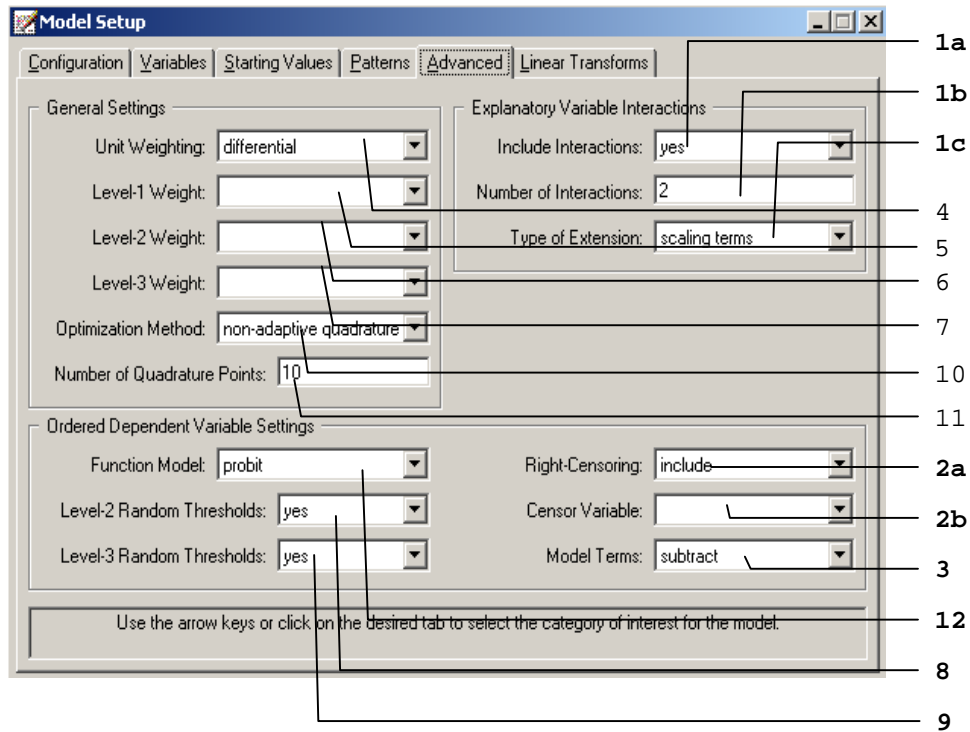 Model Setup
1a
Configuration Variables Starting Values Patterns Advanced Linear Transforms
General Settings
Explanatory Variable Interactions
1b
Unit Weighting: differential
Include Interactions: yes
1c
Level-1 Weight:
Number of Interactions: 2
4
Level-2 Weight:
Type of Extension: scaling terms
5
Level-3 Weight:
6
Optimization Method: non-adaptive quadrature
7
Number of Quadrature Points: 10
10
11
Ordered Dependent Variable Settings
Function Model: probit
Right-Censoring: include
2a
Level-2 Random Thresholds: yes
Censor Variable:
2b
Level-3 Random Thresholds: yes
Model Terms: subtract
3
Use the arrow keys or click on the desired tab to select the category of interest for the model.
12
8
9